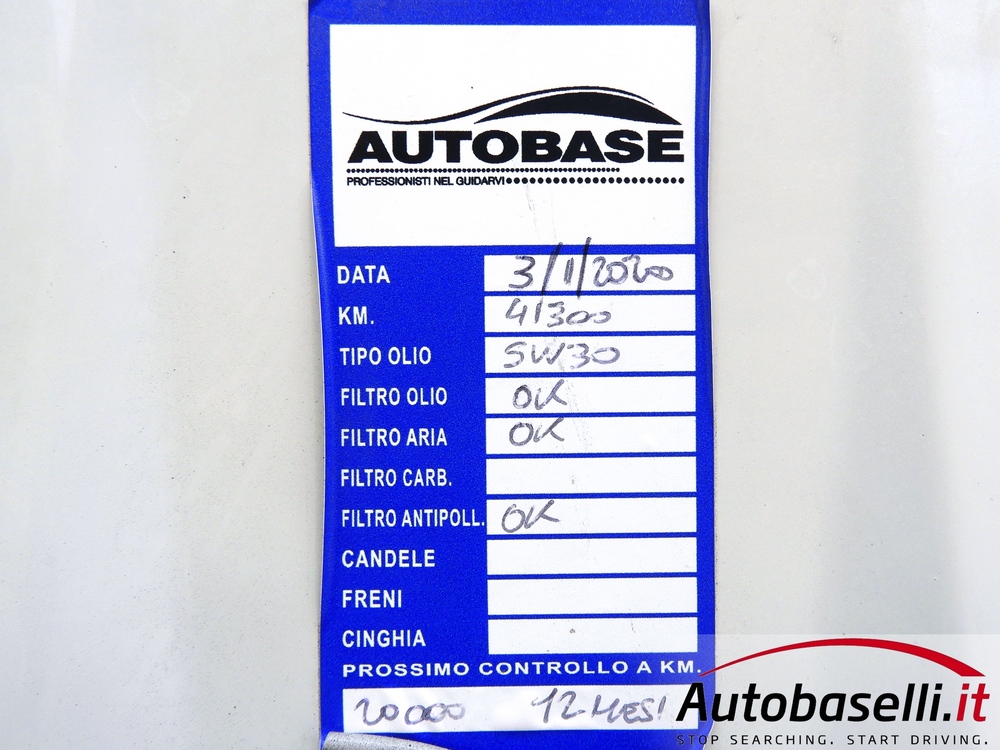 AUTOBASE
PROFESSIONISTI NEL GUIDARVI
DATA 3/11/2020
KM. 41300
TIPO OLIO 5W30
FILTRO OLIO OK
FILTRO ARIA OK
FILTRO CARB.
FILTRO ANTIPOLL. OK
CANDELE
FRENI
CINGHIA
PROSSIMO CONTROLLO A KM.
20000 12 MESI
Autobaselli.it
STOP SEARCHING. START DRIVING.